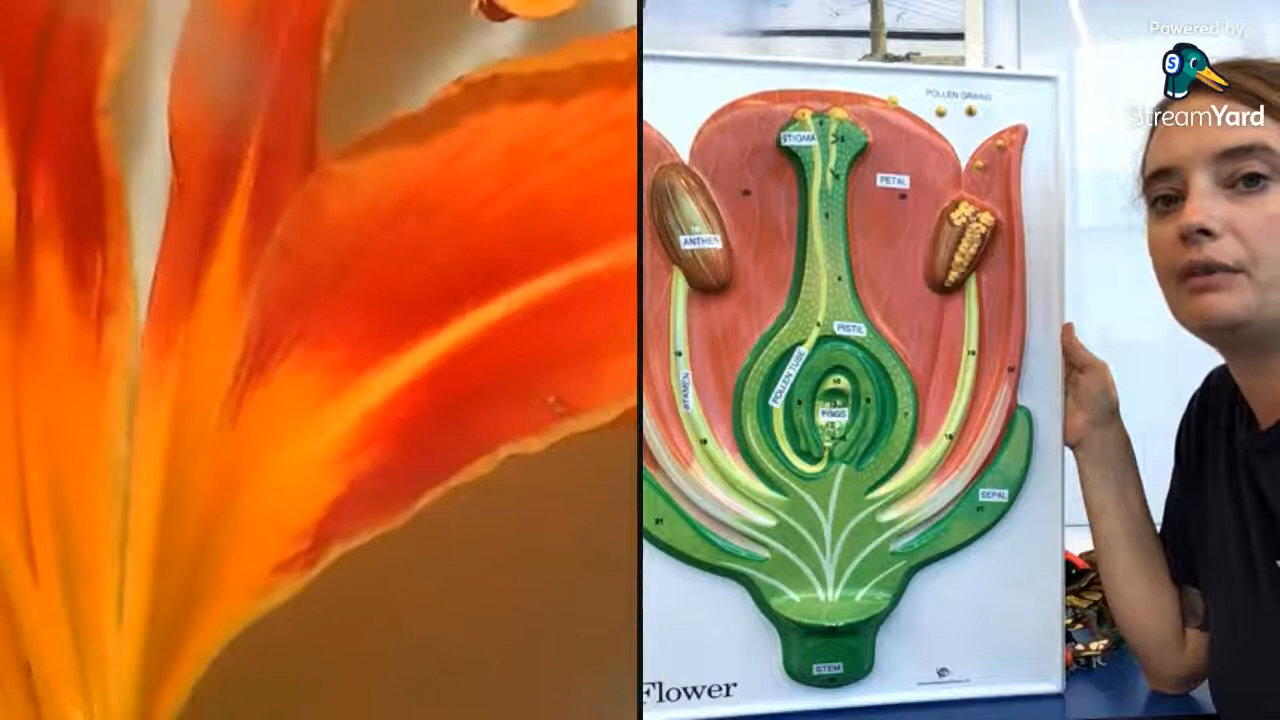 Powered by
StreamYard
POLLEN GRAINS
STIGMA
PETAL
ANTHER
PISTIL
POLLEN TUBE
STAMEN
EGGS
SEPAL
STEM
Flower